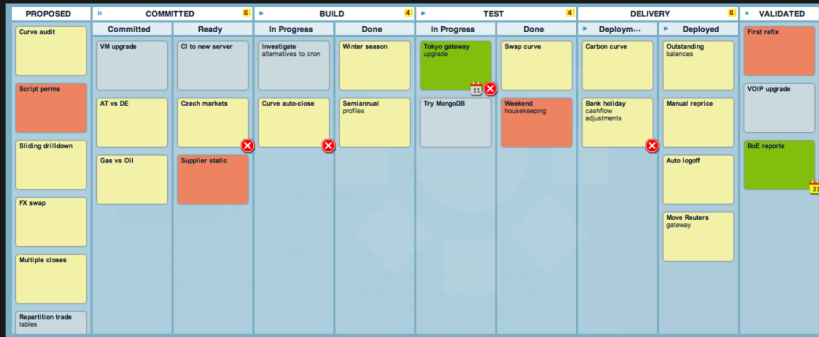 PROPOSED
Curve audit
Script perms
Sliding drilldown
FX swap
Multiple closes
Repartition trade
tables
COMMITTED
6
Committed
VM upgrade
AT vs DE
Gas vs Oil
Ready
CI to new server
Czech markets
Supplier static
BUILD
4
In Progress
Investigate
alternatives to cron
Curve auto-close
Done
Winter season
Semiannual
profiles
TEST
4
In Progress
Tokyo gateway
upgrade
11
Try MongoDB
Done
Swap curve
Weekend
housekeeping
DELIVERY
6
Deploym...
Carbon curve
Bank holiday
cashflow
adjustments
Deployed
Outstanding
balances
Manual reprice
Auto logoff
Move Reuters
gateway
VALIDATED
First refix
VOIP upgrade
BoE reports
31